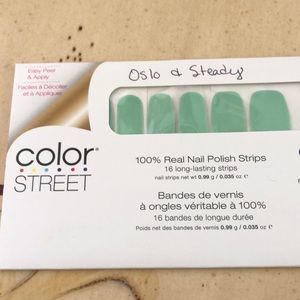 Easy Peel
& Apply
Faciles à Décoller
et à Appliquer
Oslo & Steady
color
STREET
100% Real Nail Polish Strips
16 long-lasting strips
nail strips net wt 0.99 g / 0.035 oz ℮
Bandes de vernis
à ongles véritable à 100%
16 bandes de longue durée
Poids net des bandes de vernis 0.99 g / 0.035 oz ℮